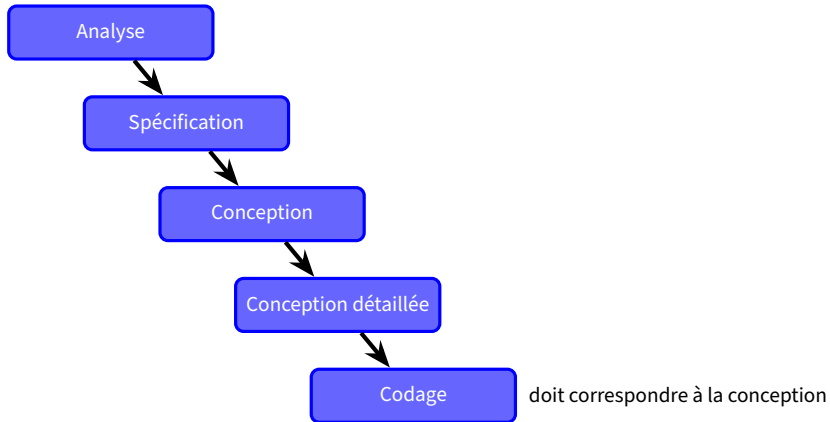 Analyse
Spécification
Conception
Conception détaillée
Codage
doit correspondre à la conception